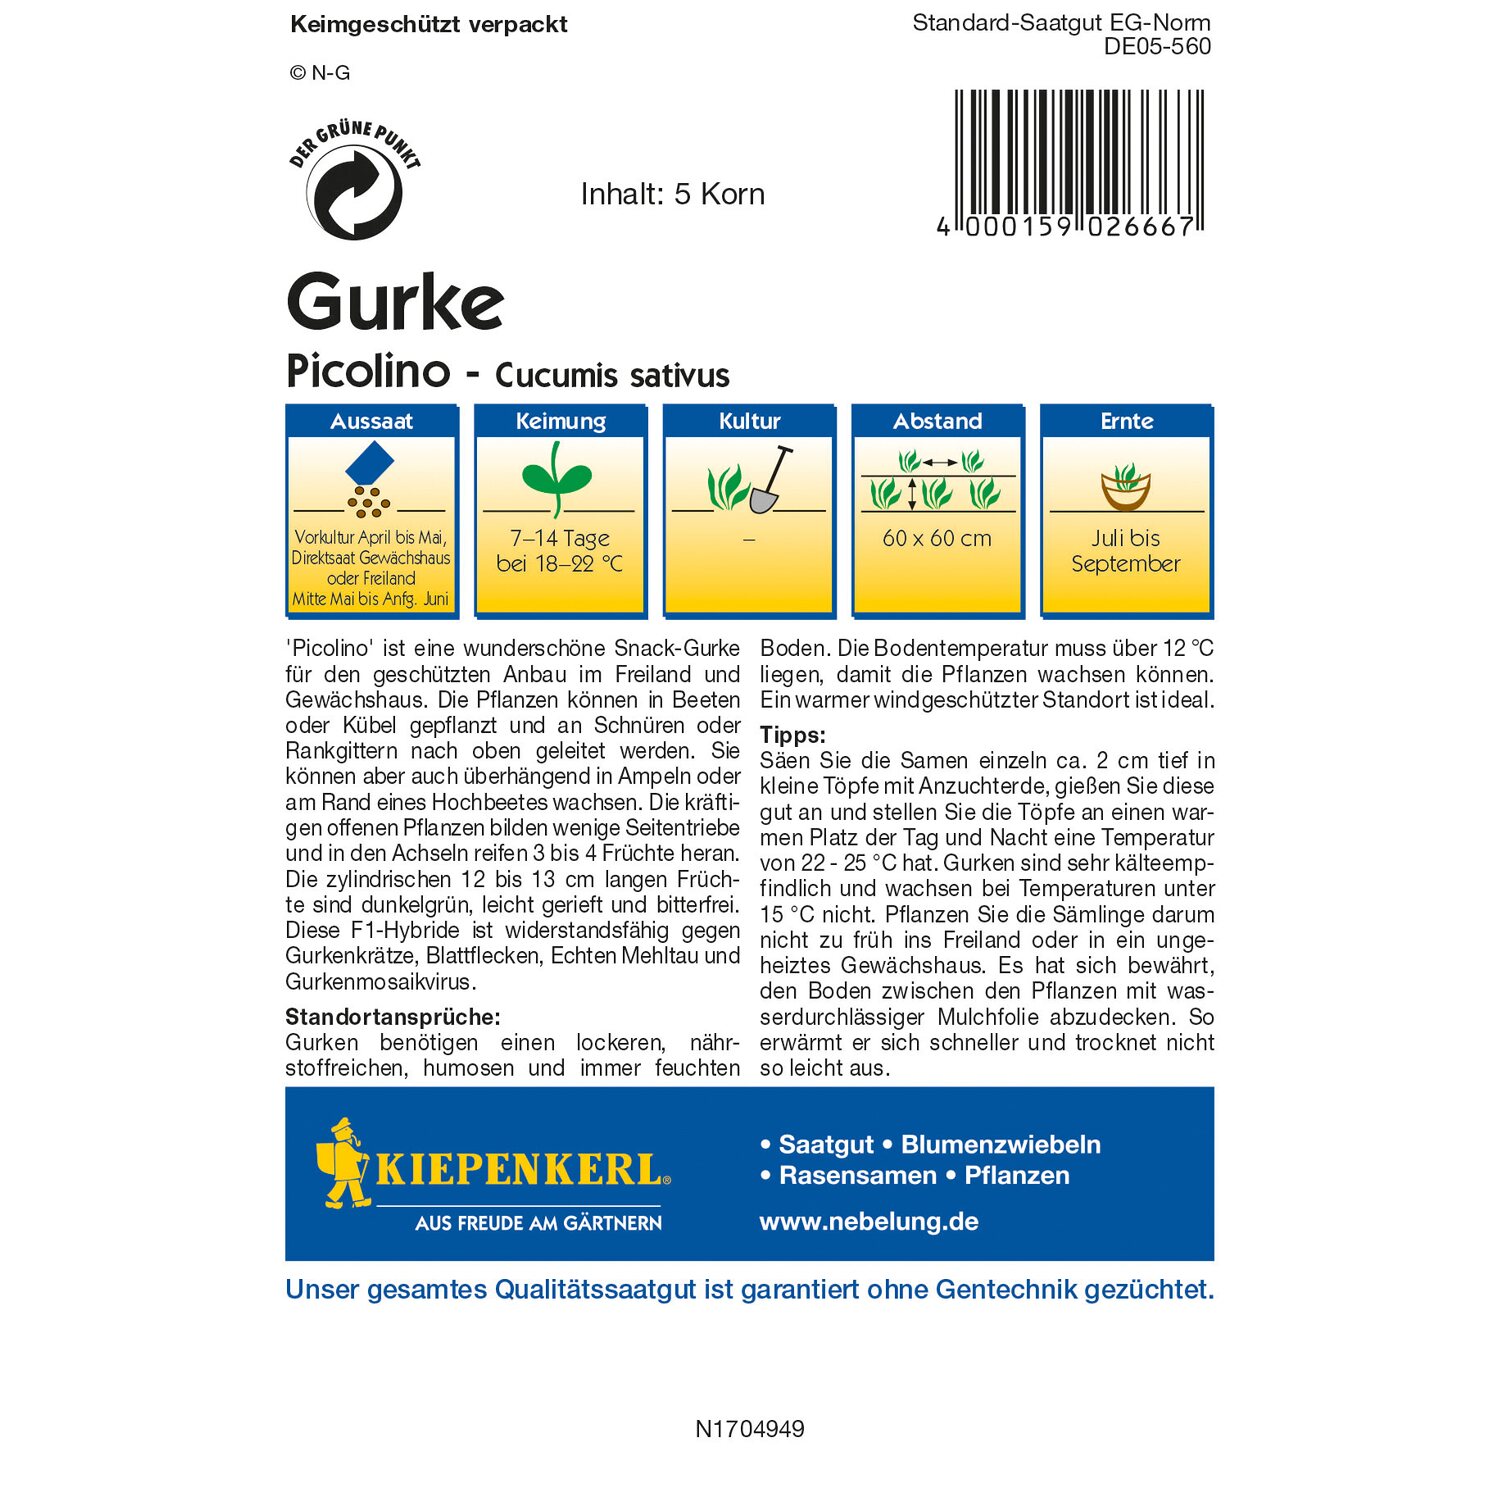 Keimgeschützt verpackt
Standard-Saatgut EG-Norm
DE05-560
© N-G
DER GRÜNE PUNKT
Inhalt: 5 Korn
4 000159 026667
Gurke
Picolino - Cucumis sativus
Aussaat
Vorkultur April bis Mai,
Direktsaat Gewächshaus
oder Freiland
Mitte Mai bis Anfg. Juni
Keimung
7–14 Tage
bei 18–22 °C
Kultur
–
Abstand
60 x 60 cm
Ernte
Juli bis
September
'Picolino' ist eine wunderschöne Snack-Gurke
für den geschützten Anbau im Freiland und
Gewächshaus. Die Pflanzen können in Beeten
oder Kübel gepflanzt und an Schnüren oder
Rankgittern nach oben geleitet werden. Sie
können aber auch überhängend in Ampeln oder
am Rand eines Hochbeetes wachsen. Die kräfti-
gen offenen Pflanzen bilden wenige Seitentriebe
und in den Achseln reifen 3 bis 4 Früchte heran.
Die zylindrischen 12 bis 13 cm langen Früch-
te sind dunkelgrün, leicht gerieft und bitterfrei.
Diese F1-Hybride ist widerstandsfähig gegen
Gurkenkrätze, Blattflecken, Echten Mehltau und
Gurkenmosaikvirus.
Standortansprüche:
Gurken benötigen einen lockeren, nähr-
stoffreichen, humosen und immer feuchten
Boden. Die Bodentemperatur muss über 12 °C
liegen, damit die Pflanzen wachsen können.
Ein warmer windgeschützter Standort ist ideal.
Tipps:
Säen Sie die Samen einzeln ca. 2 cm tief in
kleine Töpfe mit Anzuchterde, gießen Sie diese
gut an und stellen Sie die Töpfe an einen war-
men Platz der Tag und Nacht eine Temperatur
von 22 - 25 °C hat. Gurken sind sehr kälteemp-
findlich und wachsen bei Temperaturen unter
15 °C nicht. Pflanzen Sie die Sämlinge darum
nicht zu früh ins Freiland oder in ein unge-
heiztes Gewächshaus. Es hat sich bewährt,
den Boden zwischen den Pflanzen mit was-
serdurchlässiger Mulchfolie abzudecken. So
erwärmt er sich schneller und trocknet nicht
so leicht aus.
KIEPENKERL®
AUS FREUDE AM GÄRTNERN
• Saatgut • Blumenzwiebeln
• Rasensamen • Pflanzen
www.nebelung.de
Unser gesamtes Qualitätssaatgut ist garantiert ohne Gentechnik gezüchtet.
N1704949